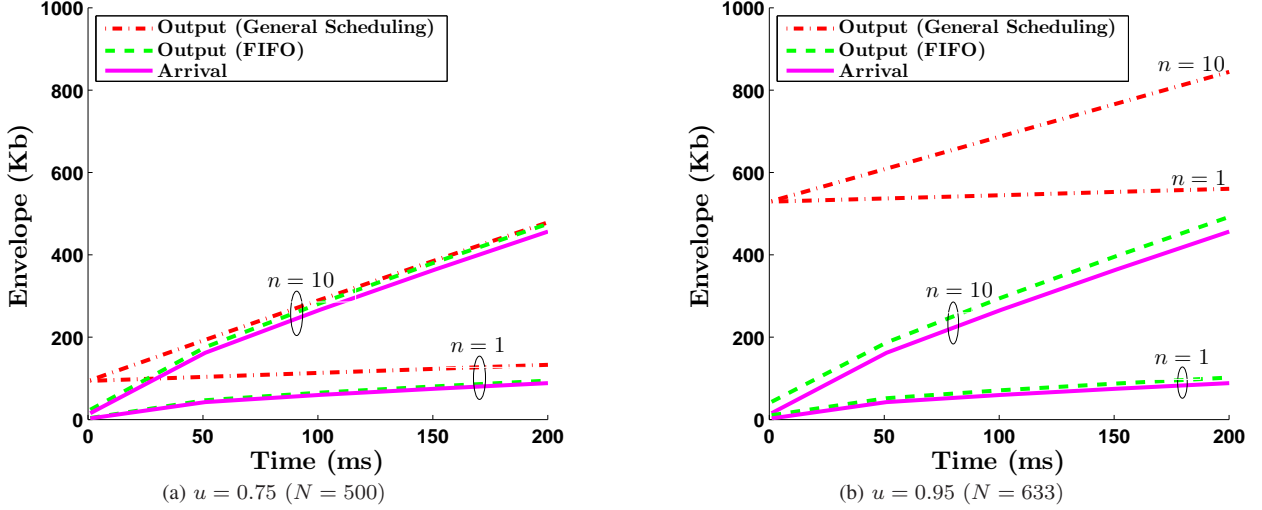 1000
800
600
400
200
0
Envelope (Kb)
Output (General Scheduling)
Output (FIFO)
Arrival
n = 10
n = 1
0 50 100 150 200
Time (ms)
(a) u = 0.75 (N = 500)
1000
800
600
400
200
0
Envelope (Kb)
Output (General Scheduling)
Output (FIFO)
Arrival
n = 10
n = 1
n = 10
n = 1
0 50 100 150 200
Time (ms)
(b) u = 0.95 (N = 633)